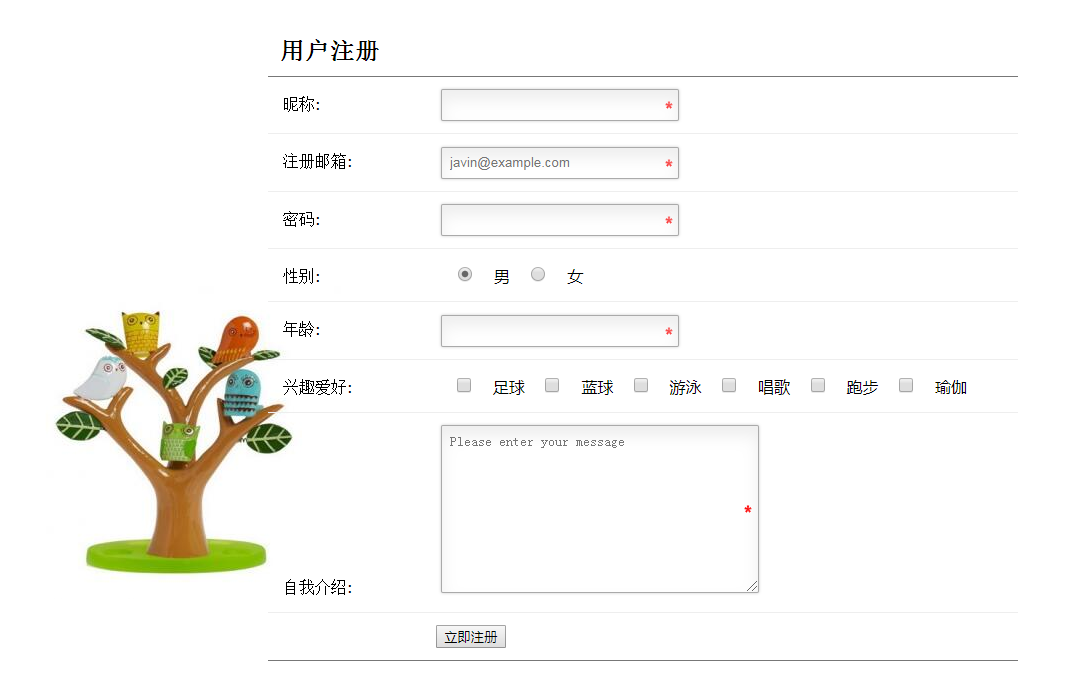 用户注册
昵称: *
注册邮箱: javin@example.com *
密码: *
性别: 男 女
年龄: *
兴趣爱好: 足球 蓝球 游泳 唱歌 跑步 瑜伽
Please enter your message
*
自我介绍:
立即注册